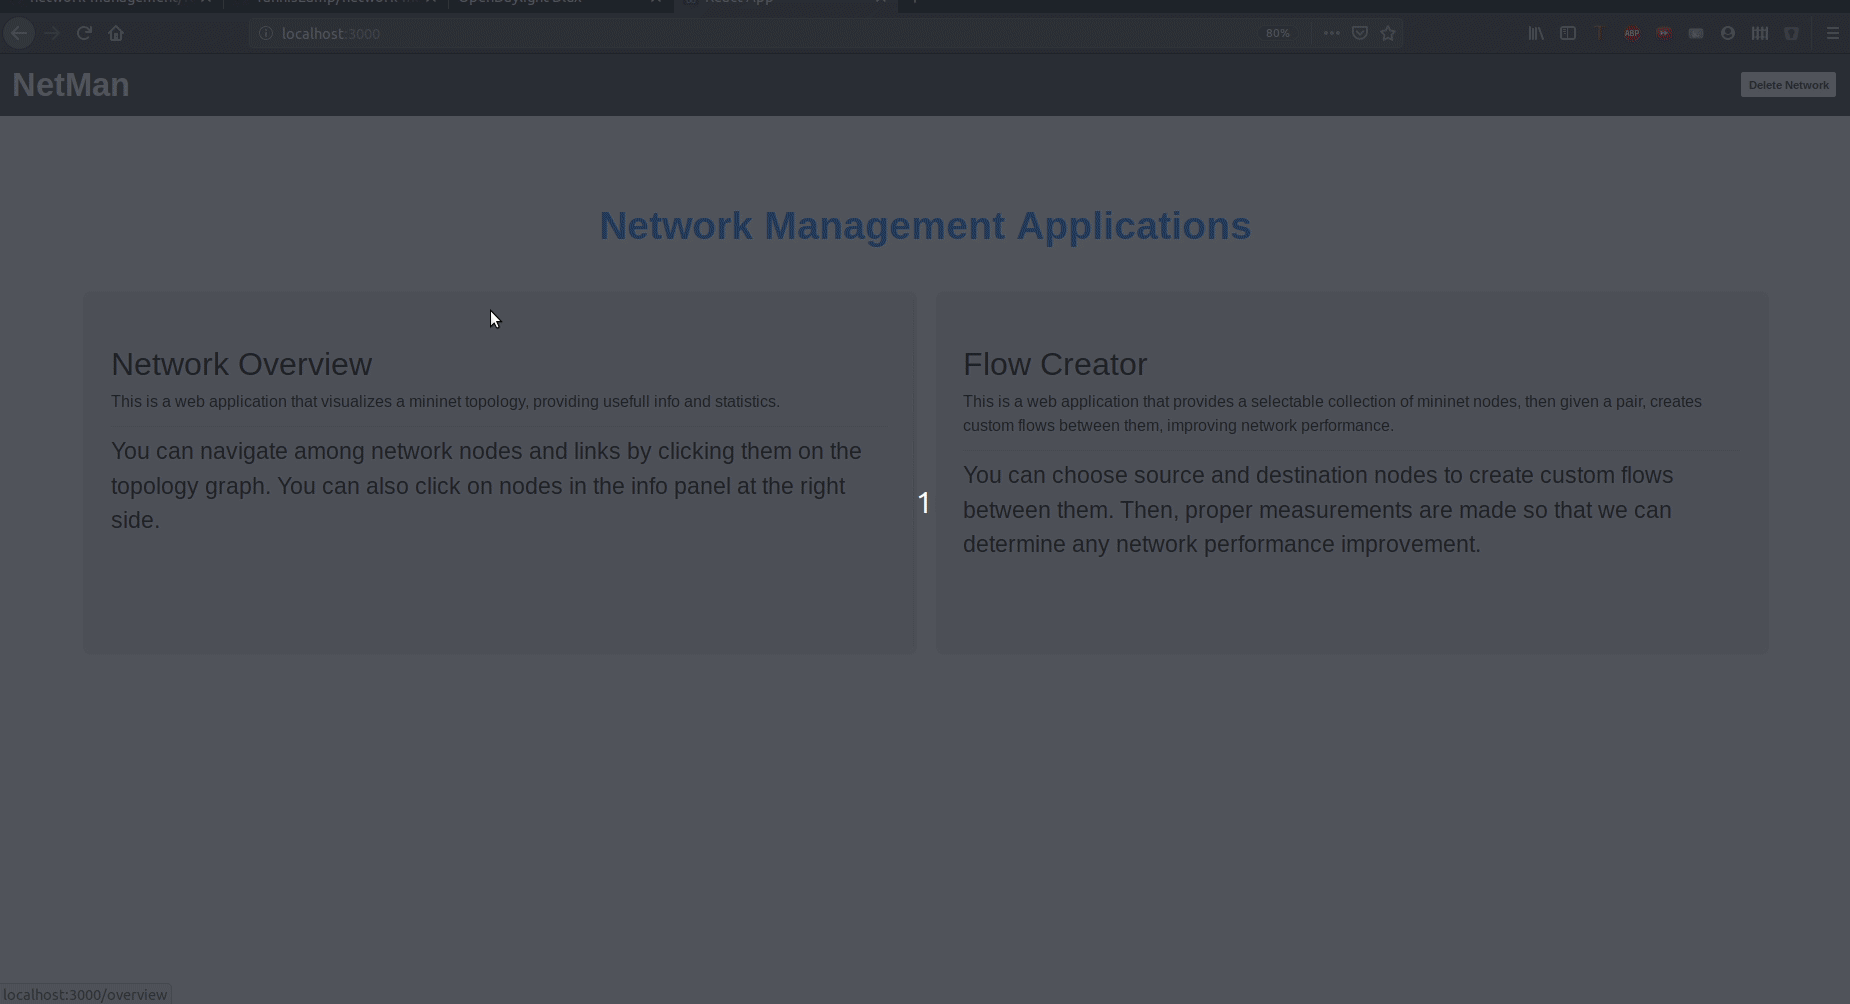 OpenDaylight Dlux
React App
localhost:3000
80%
ABP
NetMan
Delete Network
Network Management Applications
Network Overview
This is a web application that visualizes a mininet topology, providing usefull info and statistics.
You can navigate among network nodes and links by clicking them on the
topology graph. You can also click on nodes in the info panel at the right
side.
Flow Creator
This is a web application that provides a selectable collection of mininet nodes, then given a pair, creates
custom flows between them, improving network performance.
You can choose source and destination nodes to create custom flows
between them. Then, proper measurements are made so that we can
determine any network performance improvement.
1
localhost:3000/overview